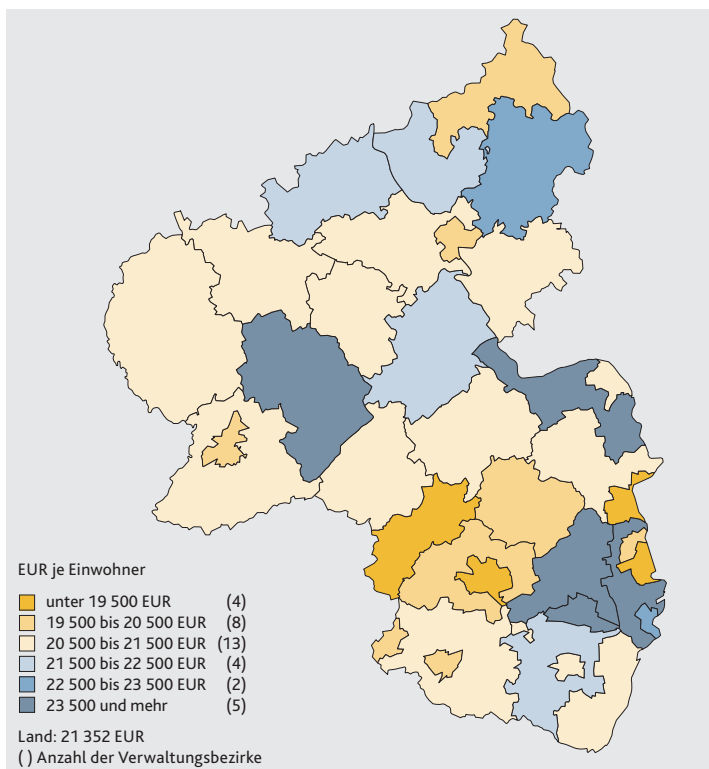 EUR je Einwohner
unter 19 500 EUR (4)
19 500 bis 20 500 EUR (8)
20 500 bis 21 500 EUR (13)
21 500 bis 22 500 EUR (4)
22 500 bis 23 500 EUR (2)
23 500 und mehr (5)
Land: 21 352 EUR
( ) Anzahl der Verwaltungsbezirke